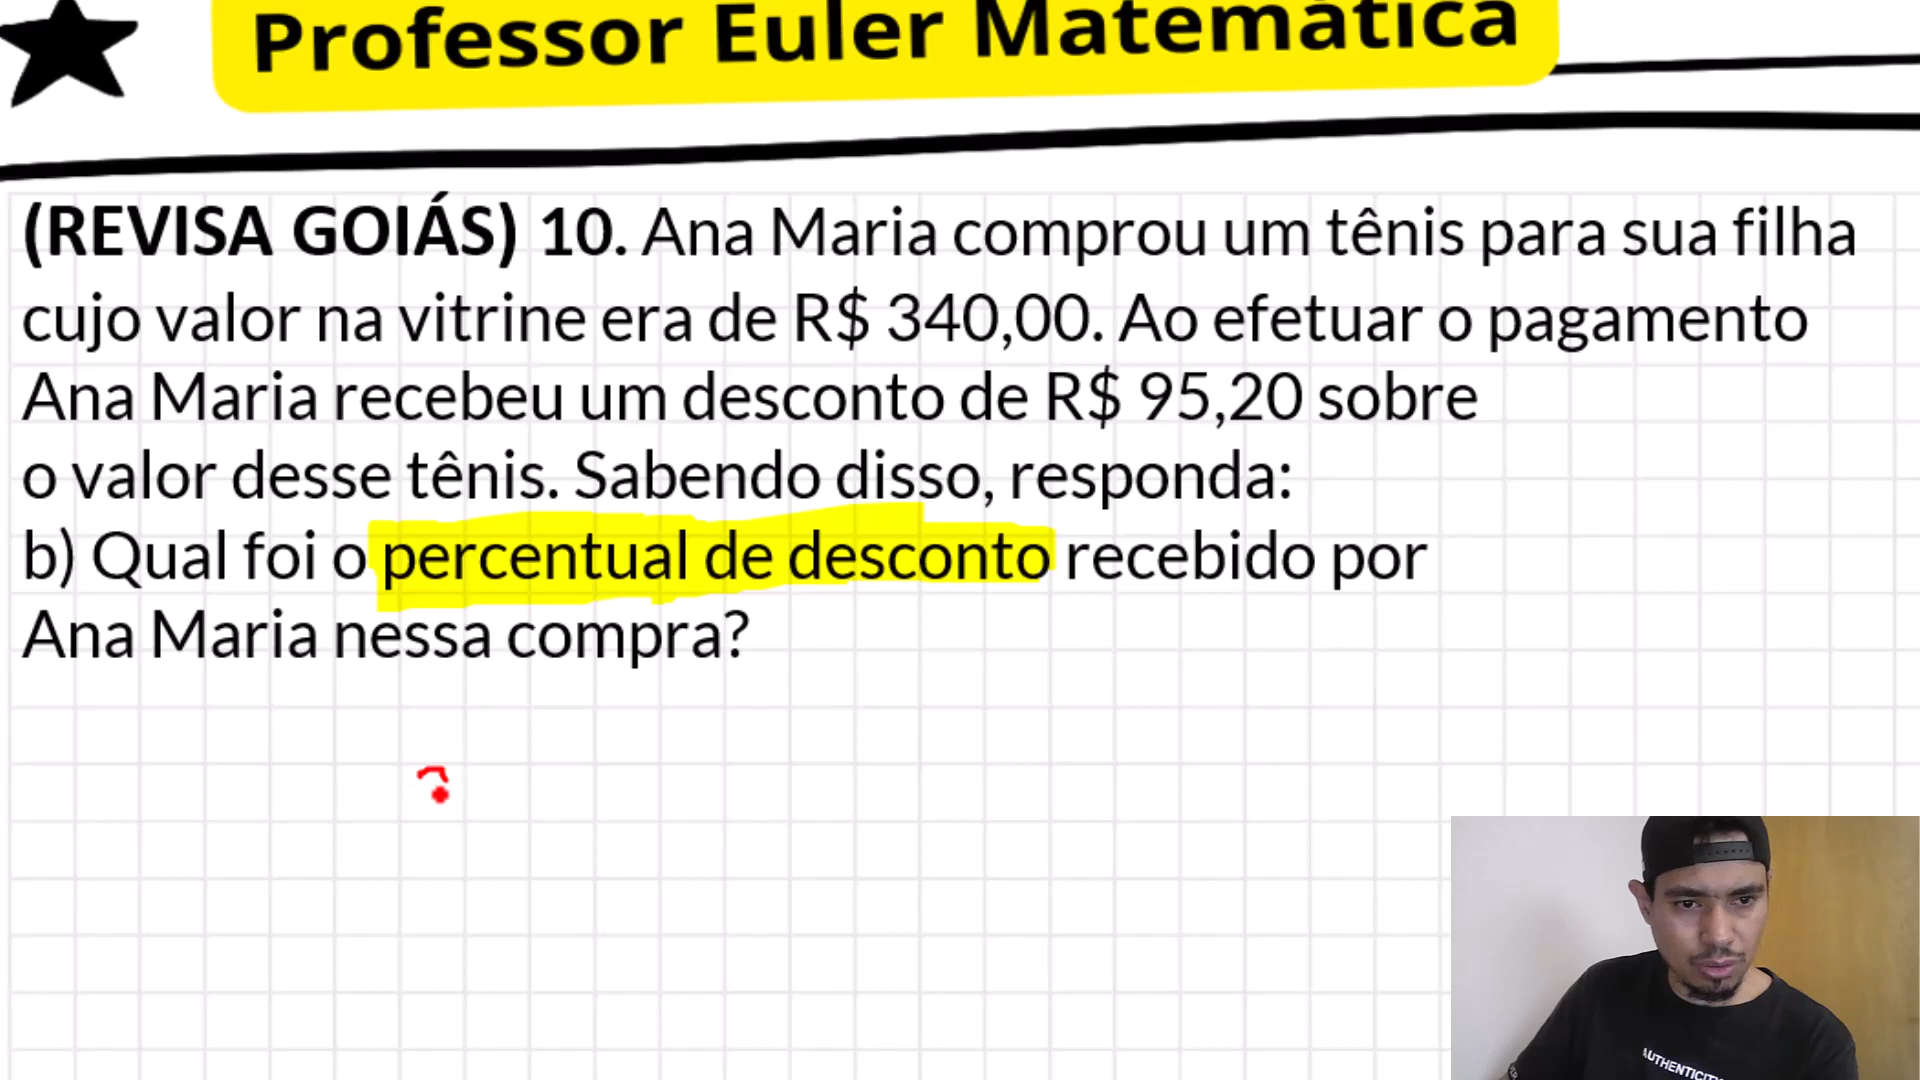 Professor Euler Matemática
(REVISA GOIÁS) 10. Ana Maria comprou um tênis para sua filha
cujo valor na vitrine era de R$ 340,00. Ao efetuar o pagamento
Ana Maria recebeu um desconto de R$ 95,20 sobre
o valor desse tênis. Sabendo disso, responda:
b) Qual foi o percentual de desconto recebido por
Ana Maria nessa compra?
AUTHENTICITY